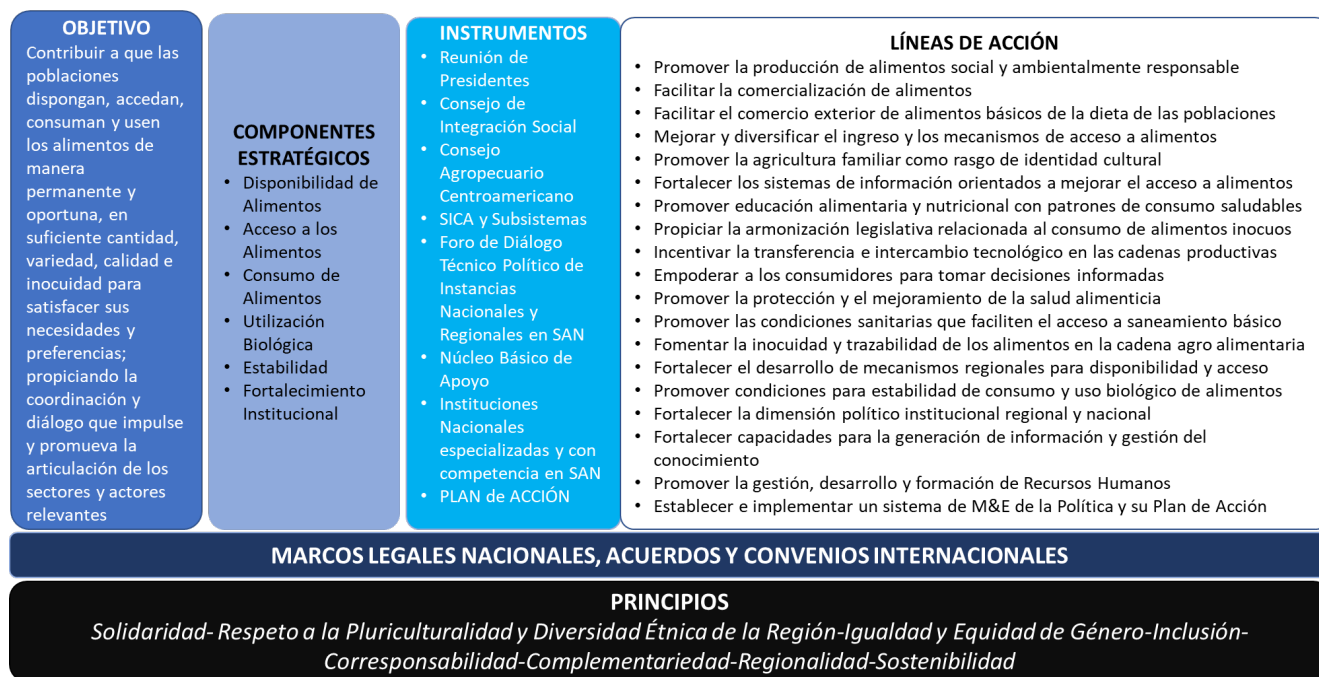 OBJETIVO
Contribuir a que las
poblaciones
dispongan, accedan,
consuman y usen
los alimentos de
manera
permanente y
oportuna, en
suficiente cantidad,
variedad, calidad e
inocuidad para
satisfacer sus
necesidades y
preferencias;
propiciando la
coordinación y
diálogo que impulse
y promueva la
articulación de los
sectores y actores
relevantes
COMPONENTES
ESTRATÉGICOS
• Disponibilidad de
Alimentos
• Acceso a los
Alimentos
• Consumo de
Alimentos
• Utilización
Biológica
• Estabilidad
• Fortalecimiento
Institucional
INSTRUMENTOS
• Reunión de
Presidentes
• Consejo de
Integración Social
• Consejo
Agropecuario
Centroamericano
• SICA y Subsistemas
• Foro de Diálogo
Técnico Político de
Instancias
Nacionales y
Regionales en SAN
• Núcleo Básico de
Apoyo
• Instituciones
Nacionales
especializadas y con
competencia en SAN
• PLAN de ACCIÓN
LÍNEAS DE ACCIÓN
• Promover la producción de alimentos social y ambientalmente responsable
• Facilitar la comercialización de alimentos
• Facilitar el comercio exterior de alimentos básicos de la dieta de las poblaciones
• Mejorar y diversificar el ingreso y los mecanismos de acceso a alimentos
• Promover la agricultura familiar como rasgo de identidad cultural
• Fortalecer los sistemas de información orientados a mejorar el acceso a alimentos
• Promover educación alimentaria y nutricional con patrones de consumo saludables
• Propiciar la armonización legislativa relacionada al consumo de alimentos inocuos
• Incentivar la transferencia e intercambio tecnológico en las cadenas productivas
• Empoderar a los consumidores para tomar decisiones informadas
• Promover la protección y el mejoramiento de la salud alimenticia
• Promover las condiciones sanitarias que faciliten el acceso a saneamiento básico
• Fomentar la inocuidad y trazabilidad de los alimentos en la cadena agro alimentaria
• Fortalecer el desarrollo de mecanismos regionales para disponibilidad y acceso
• Promover condiciones para estabilidad de consumo y uso biológico de alimentos
• Fortalecer la dimensión político institucional regional y nacional
• Fortalecer capacidades para la generación de información y gestión del
conocimiento
• Promover la gestión, desarrollo y formación de Recursos Humanos
• Establecer e implementar un sistema de M&E de la Política y su Plan de Acción
MARCOS LEGALES NACIONALES, ACUERDOS Y CONVENIOS INTERNACIONALES
PRINCIPIOS
Solidaridad- Respeto a la Pluriculturalidad y Diversidad Étnica de la Región-Igualdad y Equidad de Género-Inclusión-
Corresponsabilidad-Complementariedad-Regionalidad-Sostenibilidad